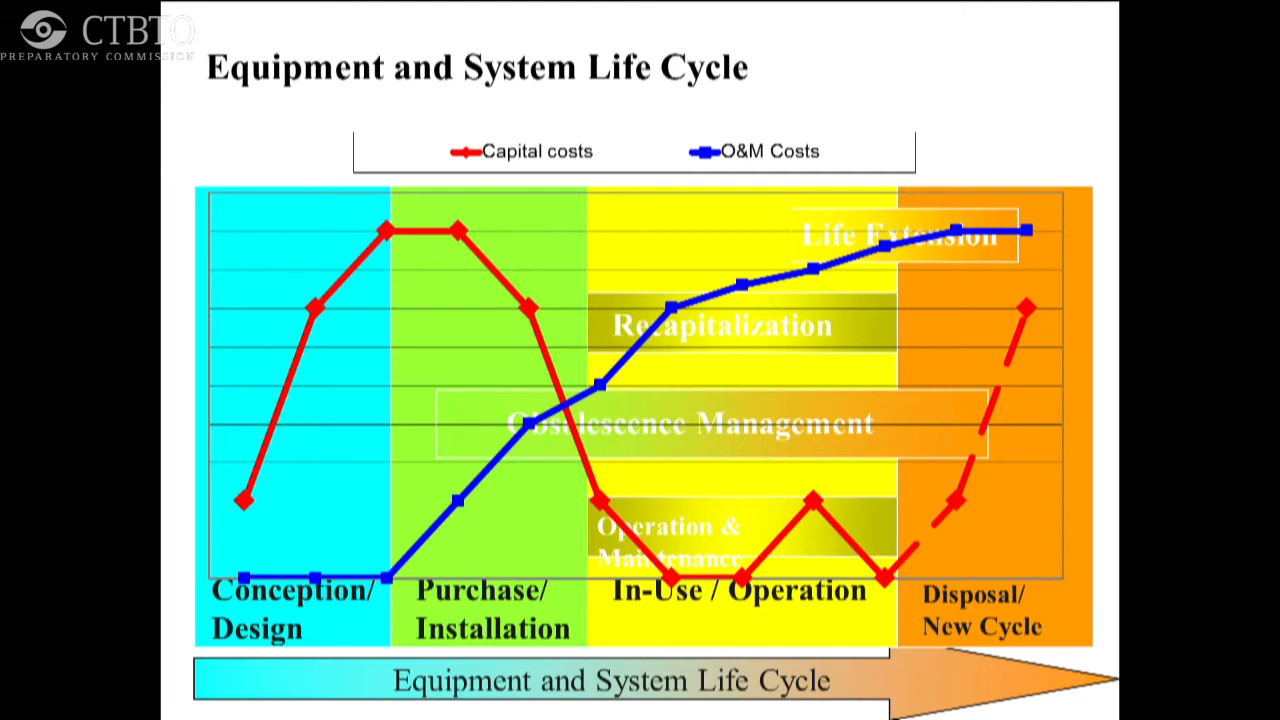 CTBTO
PREPARATORY COMMISSION
Equipment and System Life Cycle
Capital costs
O&M Costs
Life Extension
Recapitalization
Obsolescence Management
Operation &
Maintenance
Conception/
Design
Purchase/
Installation
In-Use / Operation
Disposal/
New Cycle
Equipment and System Life Cycle